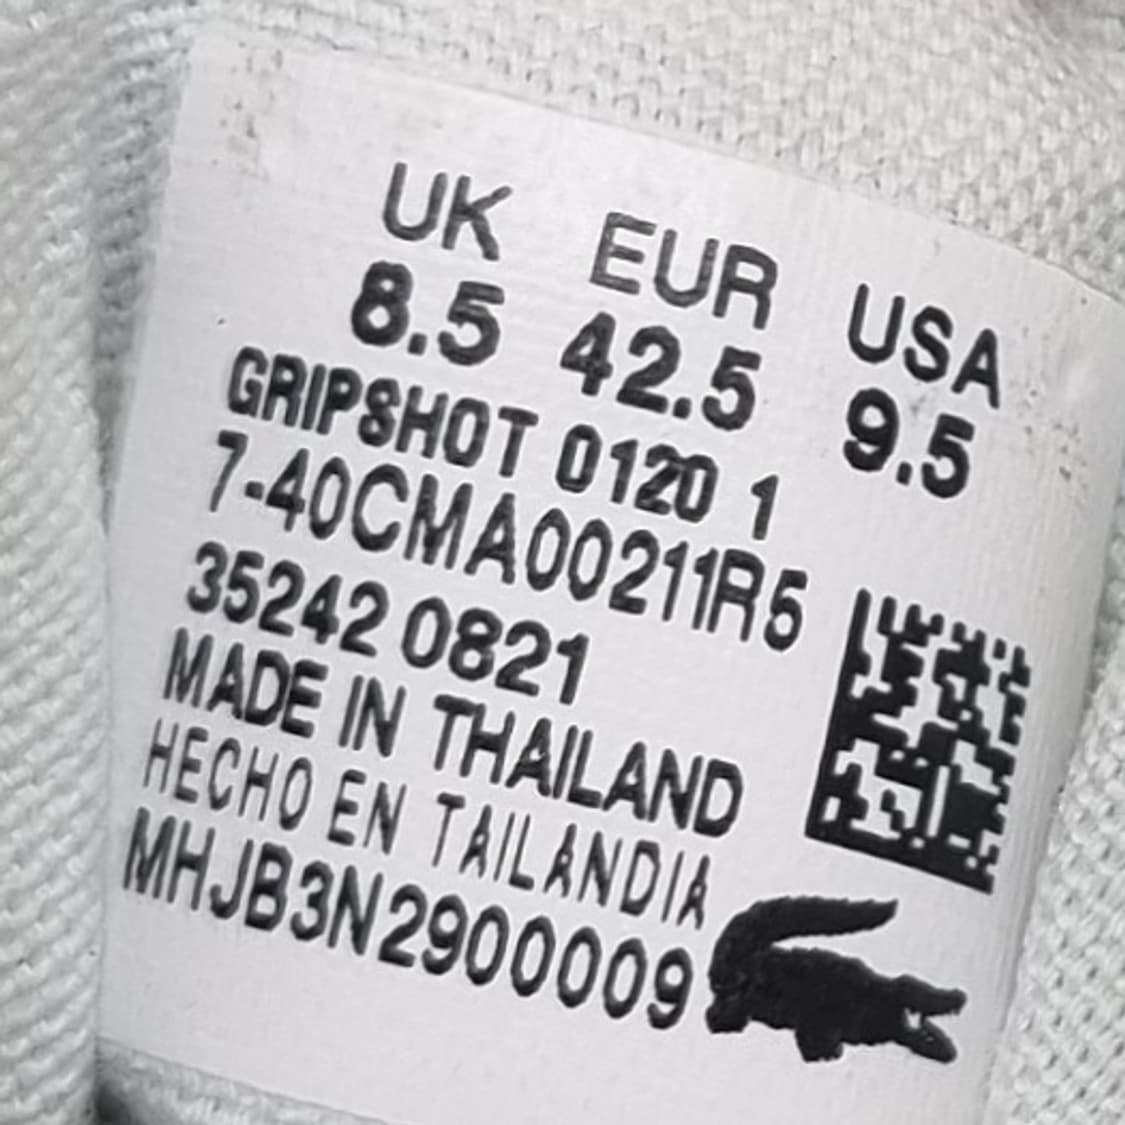 UK EUR USA
8.5 42.5 9.5
GRIPSHOT 0120 1
7-40CMA00211R5
35242 0821
MADE IN THAILAND
HECHO EN TAILANDIA
MHJB3N2900009